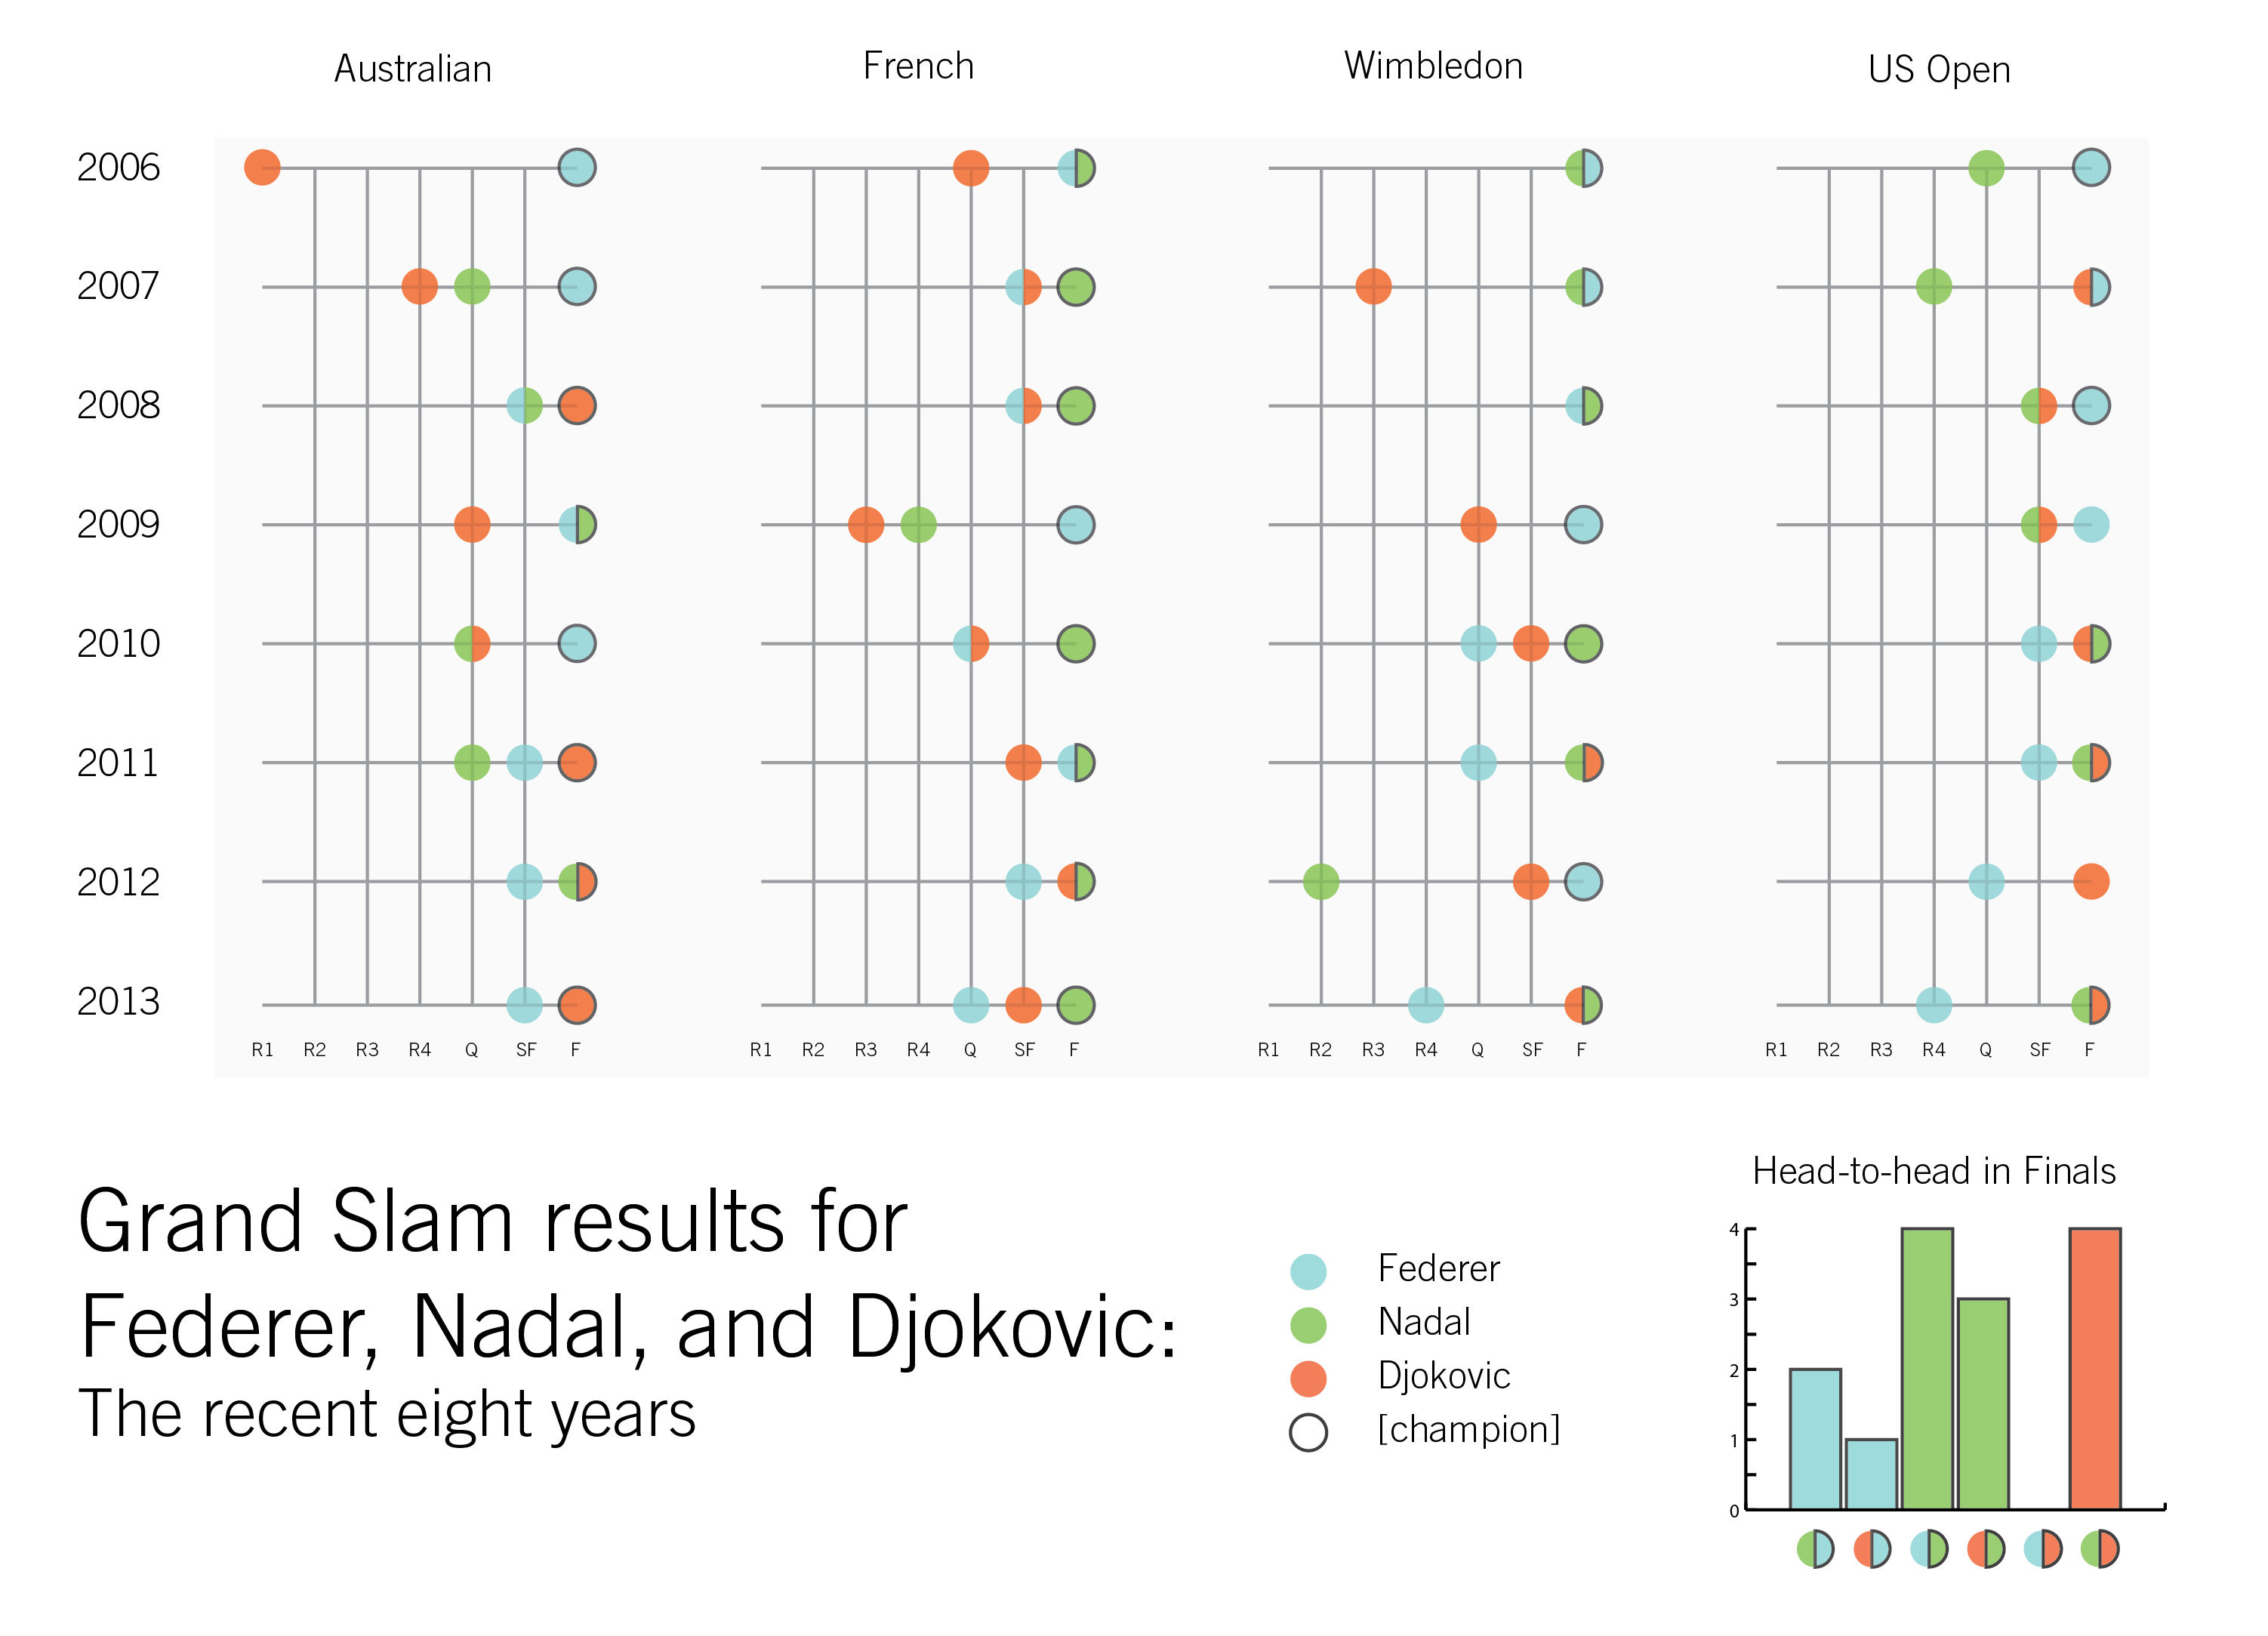 Australian
French
Wimbledon
US Open
2006
2007
2008
2009
2010
2011
2012
2013
R1 R2 R3 R4 Q SF F
R1 R2 R3 R4 Q SF F
R1 R2 R3 R4 Q SF F
R1 R2 R3 R4 Q SF F
Grand Slam results for
Federer, Nadal, and Djokovic:
The recent eight years
Federer
Nadal
Djokovic
[champion]
Head-to-head in Finals
4
3
2
1
0